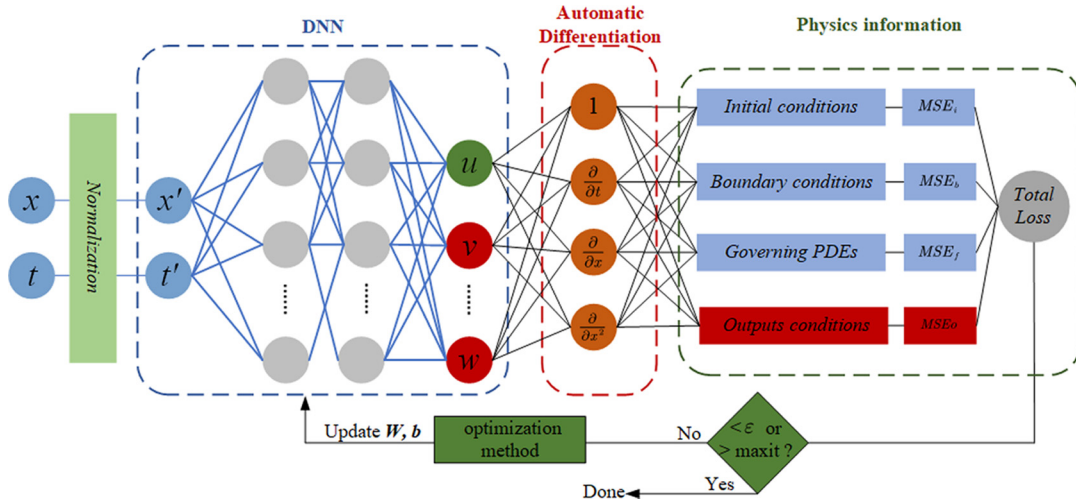 DNN
Automatic
Differentiation
Physics information
x
t
Normalization
x′
t′
......
......
u
v
......
w
1
∂/∂t
∂/∂x
∂/∂x²
Initial conditions
MSEᵢ
Boundary conditions
MSE_b
Governing PDEs
MSE_f
Outputs conditions
MSEo
Total
Loss
< ε or
> maxit ?
No
Yes
Done
optimization
method
Update W, b